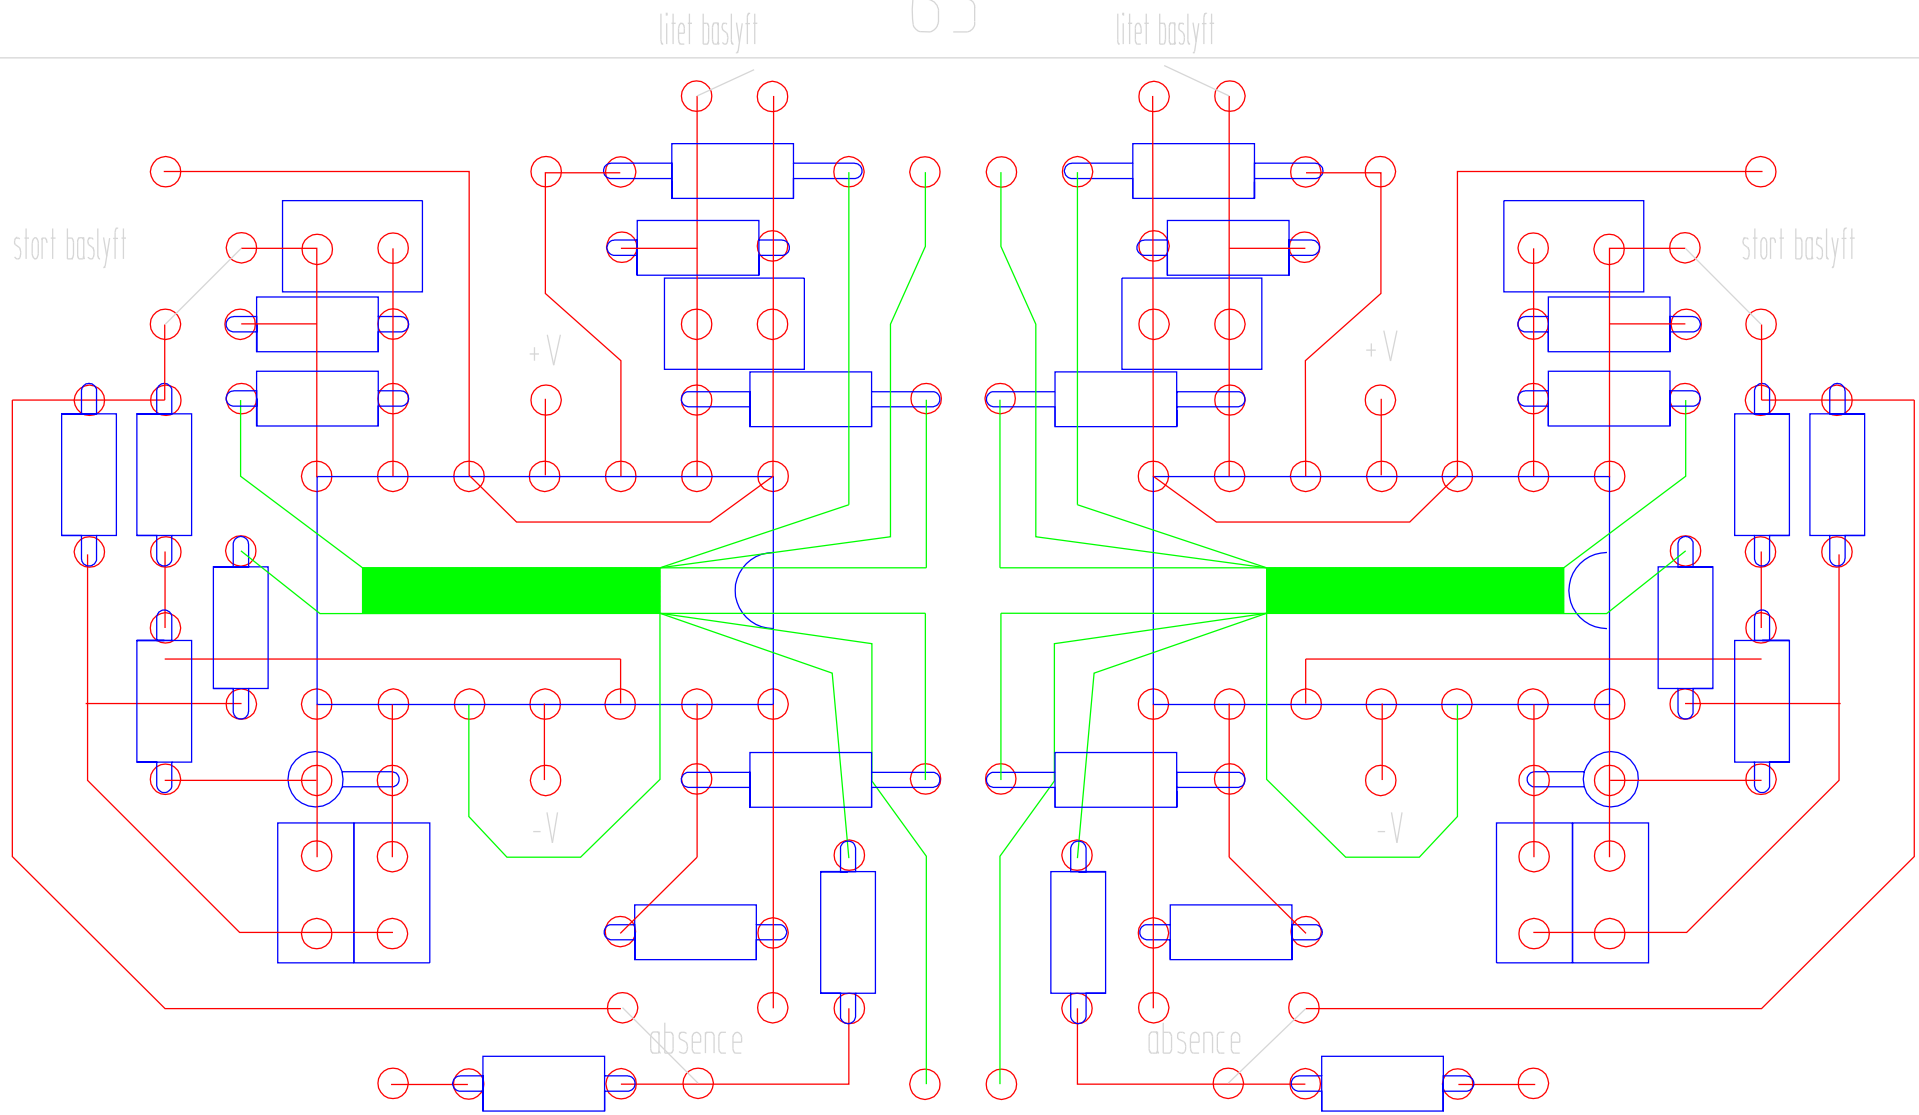 litet baslyft
litet baslyft
stort baslyft
stort baslyft
+V
+V
-V
-V
absence
absence